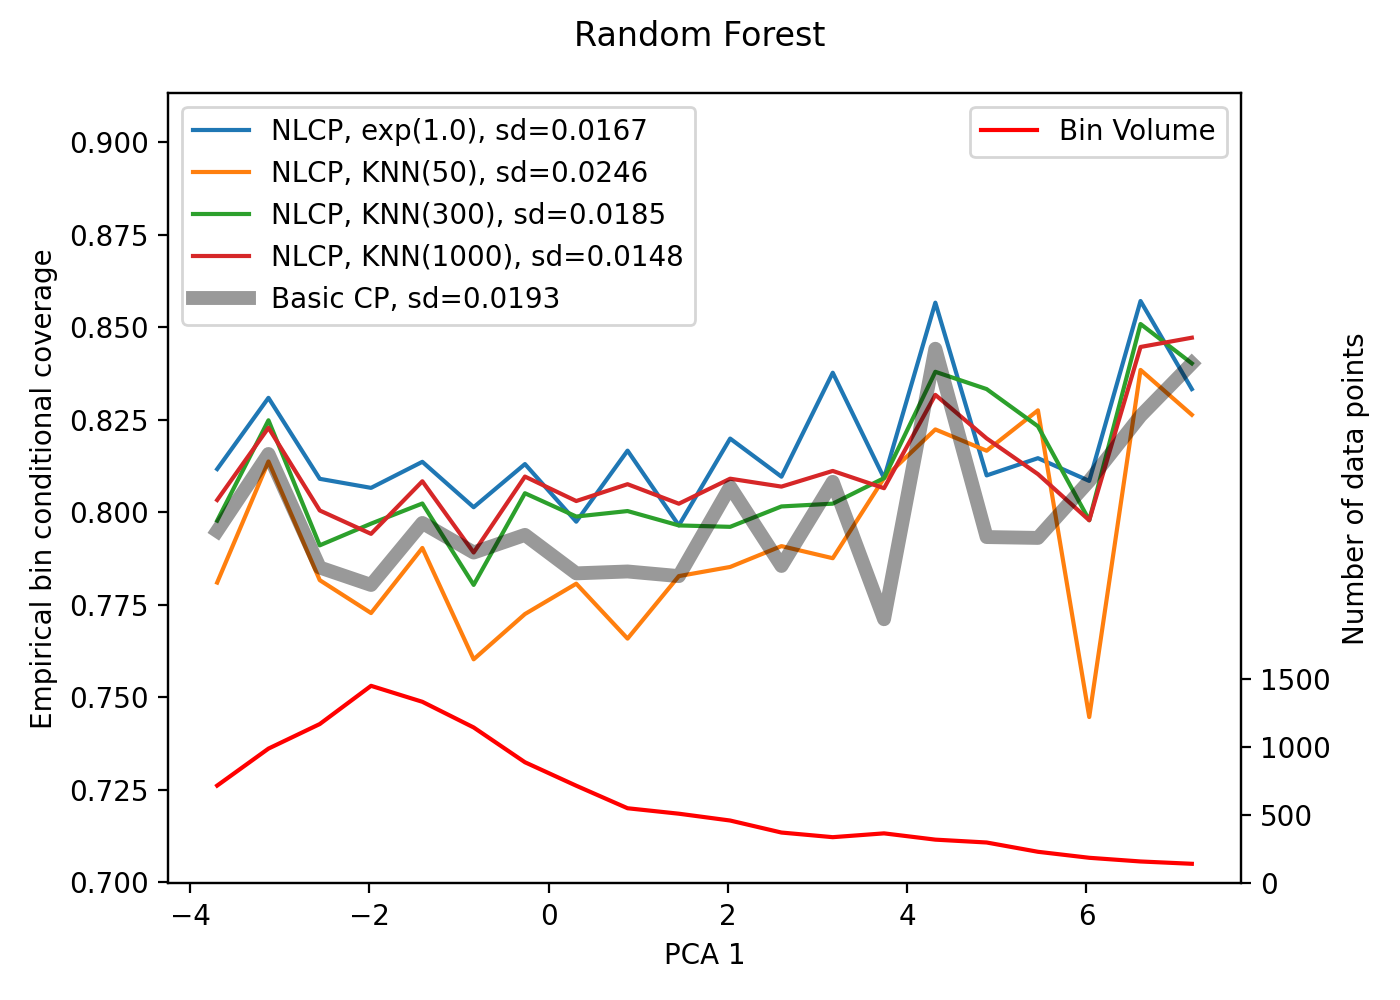 Random Forest
NLCP, exp(1.0), sd=0.0167
NLCP, KNN(50), sd=0.0246
NLCP, KNN(300), sd=0.0185
NLCP, KNN(1000), sd=0.0148
Basic CP, sd=0.0193
Bin Volume
Empirical bin conditional coverage
0.900
0.875
0.850
0.825
0.800
0.775
0.750
0.725
0.700
Number of data points
1500
1000
500
0
−4
−2
0
2
4
6
PCA 1